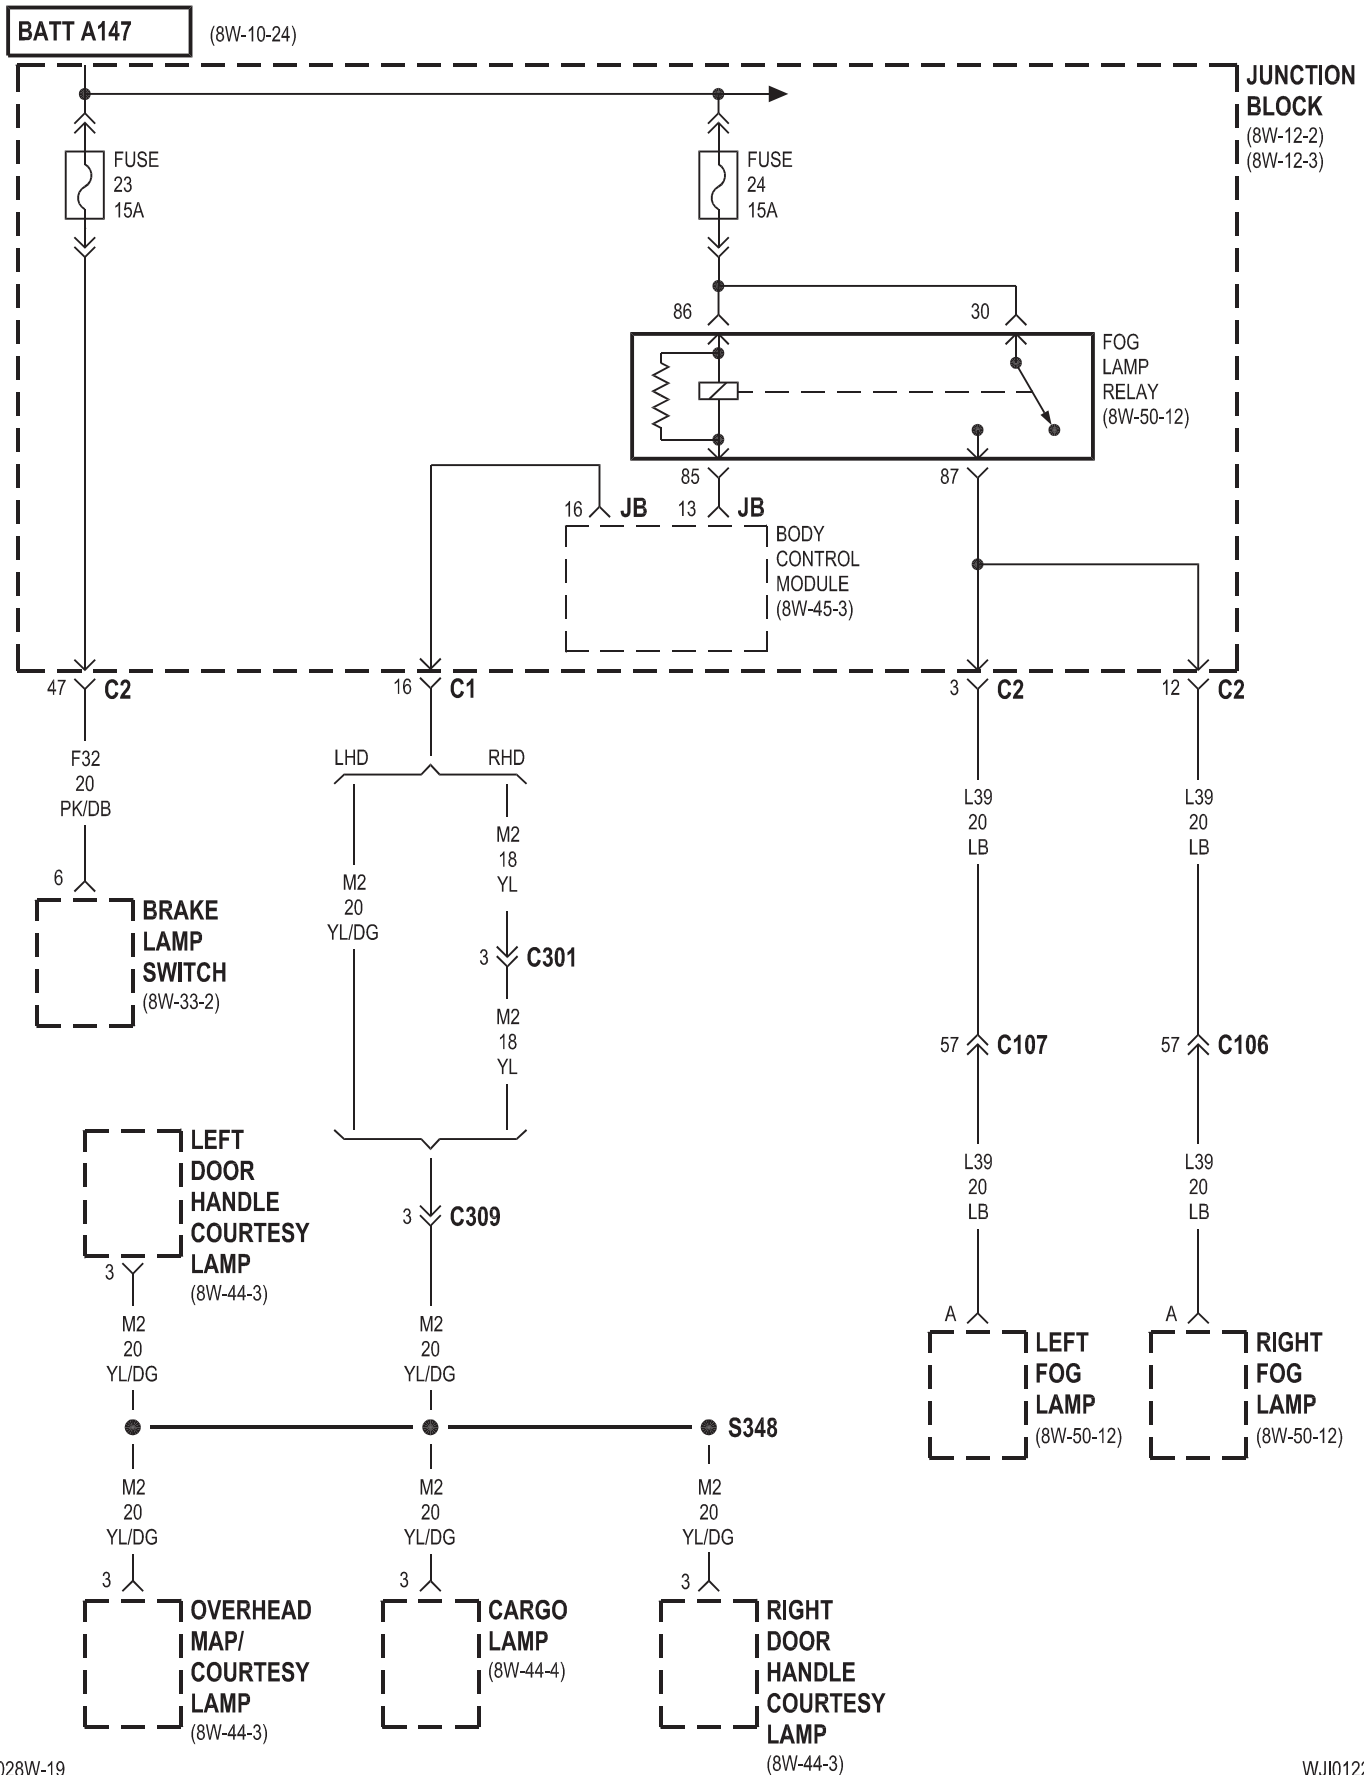 BATT A147
(8W-10-24)
JUNCTION
BLOCK
(8W-12-2)
(8W-12-3)
FUSE
23
15A
FUSE
24
15A
86
30
FOG
LAMP
RELAY
(8W-50-12)
85
87
16
JB
13
JB
BODY
CONTROL
MODULE
(8W-45-3)
47
C2
16
C1
3
C2
12
C2
F32
20
PK/DB
LHD
RHD
M2
20
YL/DG
M2
18
YL
L39
20
LB
L39
20
LB
6
BRAKE
LAMP
SWITCH
(8W-33-2)
3
C301
M2
18
YL
57
C107
57
C106
LEFT
DOOR
HANDLE
COURTESY
LAMP
(8W-44-3)
3
3
C309
L39
20
LB
L39
20
LB
M2
20
YL/DG
M2
20
YL/DG
A
LEFT
FOG
LAMP
(8W-50-12)
A
RIGHT
FOG
LAMP
(8W-50-12)
S348
M2
20
YL/DG
M2
20
YL/DG
M2
20
YL/DG
3
OVERHEAD
MAP/
COURTESY
LAMP
(8W-44-3)
3
CARGO
LAMP
(8W-44-4)
3
RIGHT
DOOR
HANDLE
COURTESY
LAMP
(8W-44-3)
028W-19
WJI0122